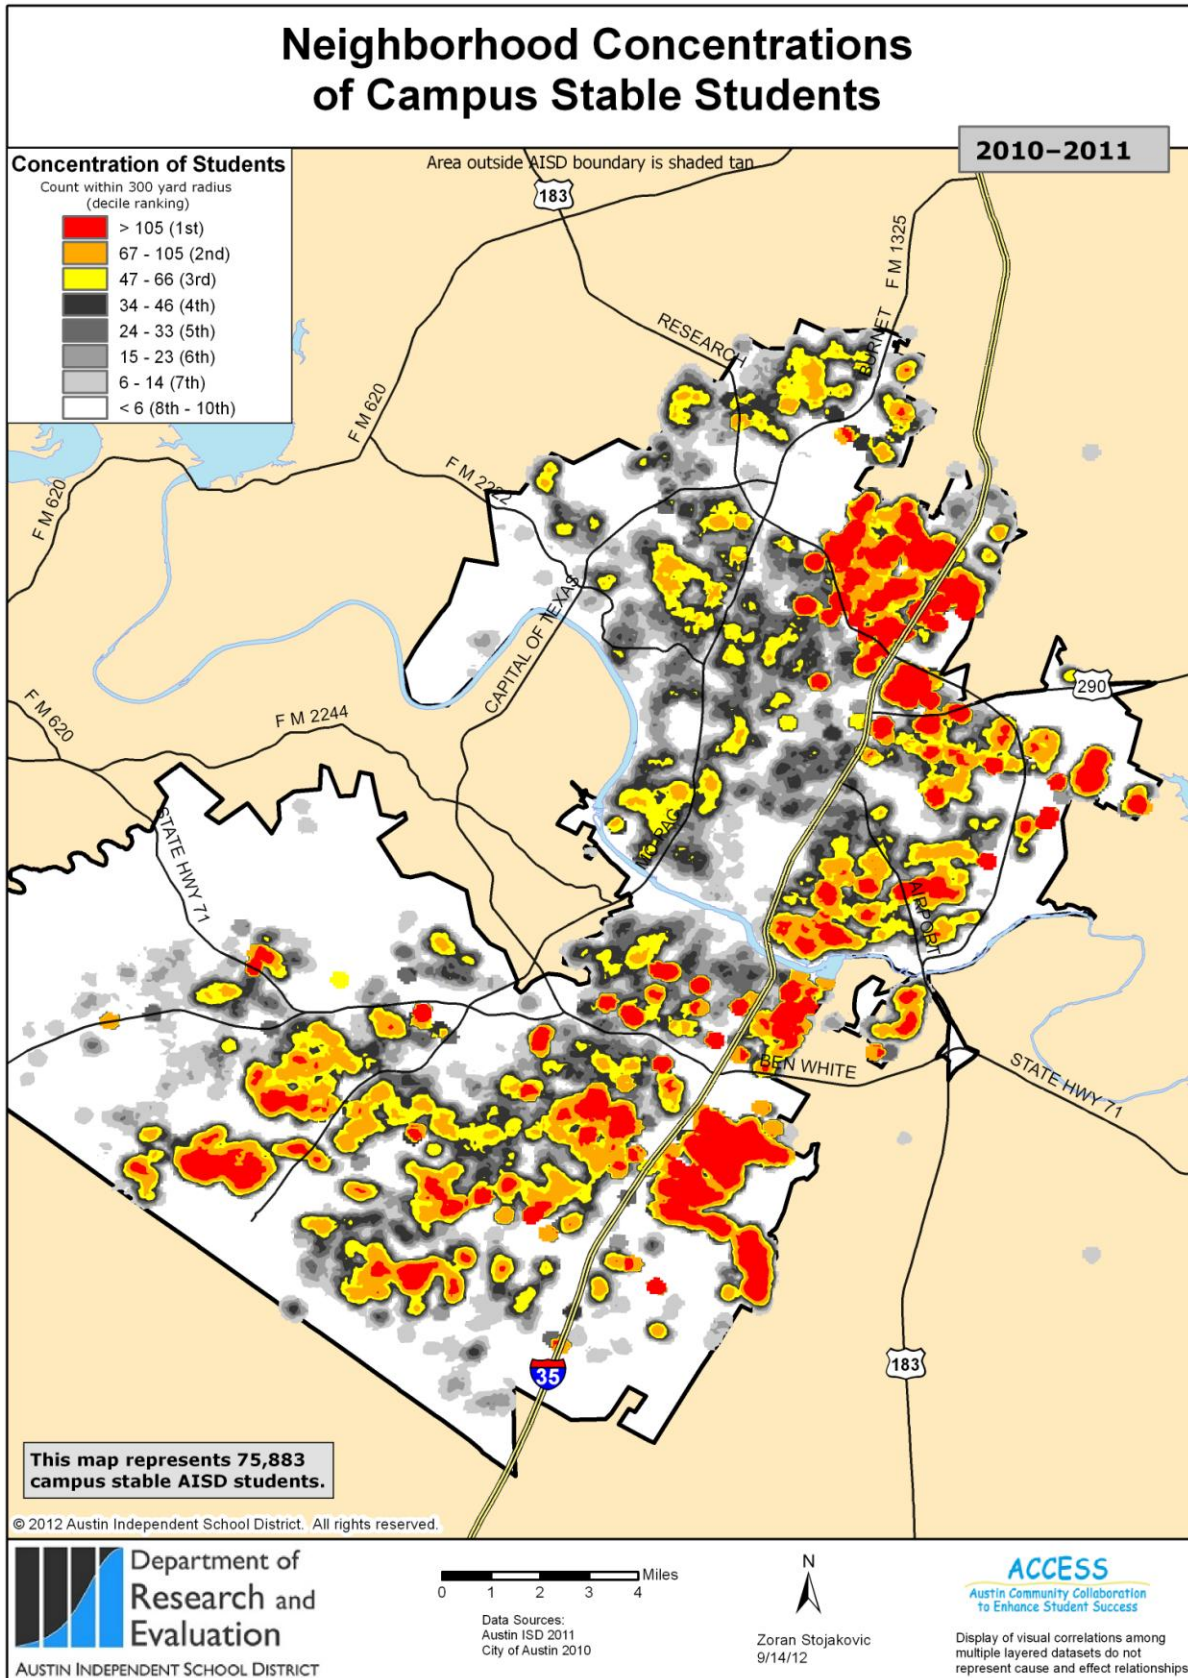 Neighborhood Concentrations
of Campus Stable Students
2010–2011
Concentration of Students
Count within 300 yard radius
(decile ranking)
> 105 (1st)
67 - 105 (2nd)
47 - 66 (3rd)
34 - 46 (4th)
24 - 33 (5th)
15 - 23 (6th)
6 - 14 (7th)
< 6 (8th - 10th)
Area outside AISD boundary is shaded tan
183
F M 1325
BURNET
RESEARCH
F M 620
F M 620
F M 2222
CAPITAL OF TEXAS
290
F M 620
F M 2244
STATE HWY 71
MOPAC
AIRPORT
BEN WHITE
STATE HWY 71
183
35
This map represents 75,883
campus stable AISD students.
© 2012 Austin Independent School District. All rights reserved.
Department of
Research and
Evaluation
AUSTIN INDEPENDENT SCHOOL DISTRICT
0 1 2 3 4 Miles
Data Sources:
Austin ISD 2011
City of Austin 2010
N
Zoran Stojakovic
9/14/12
ACCESS
Austin Community Collaboration
to Enhance Student Success
Display of visual correlations among
multiple layered datasets do not
represent cause and effect relationships